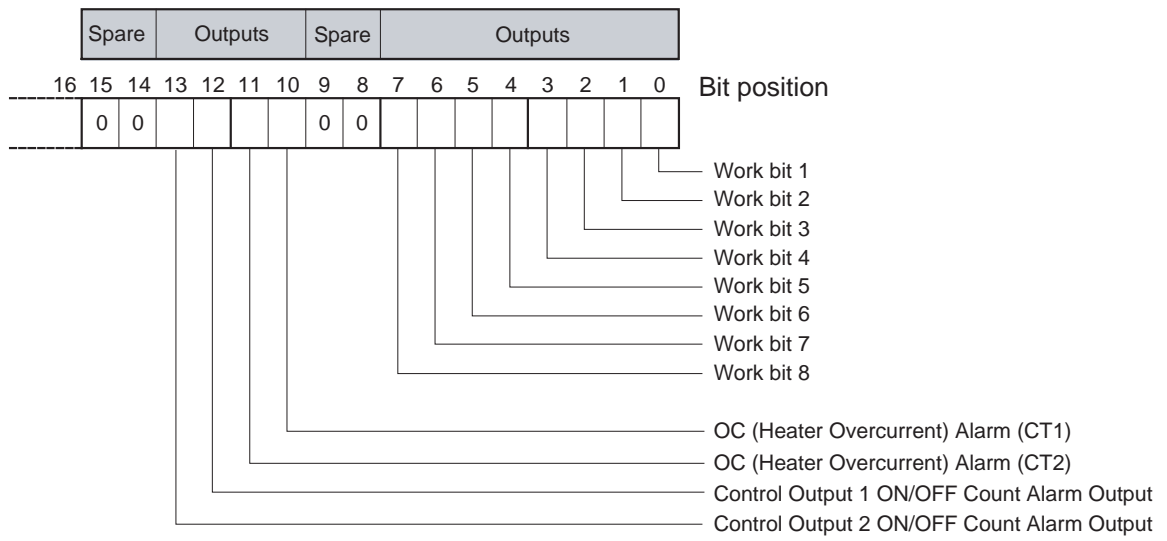 Spare Outputs Spare Outputs
16 15 14 13 12 11 10 9 8 7 6 5 4 3 2 1 0 Bit position
0 0 0 0
Work bit 1
Work bit 2
Work bit 3
Work bit 4
Work bit 5
Work bit 6
Work bit 7
Work bit 8
OC (Heater Overcurrent) Alarm (CT1)
OC (Heater Overcurrent) Alarm (CT2)
Control Output 1 ON/OFF Count Alarm Output
Control Output 2 ON/OFF Count Alarm Output